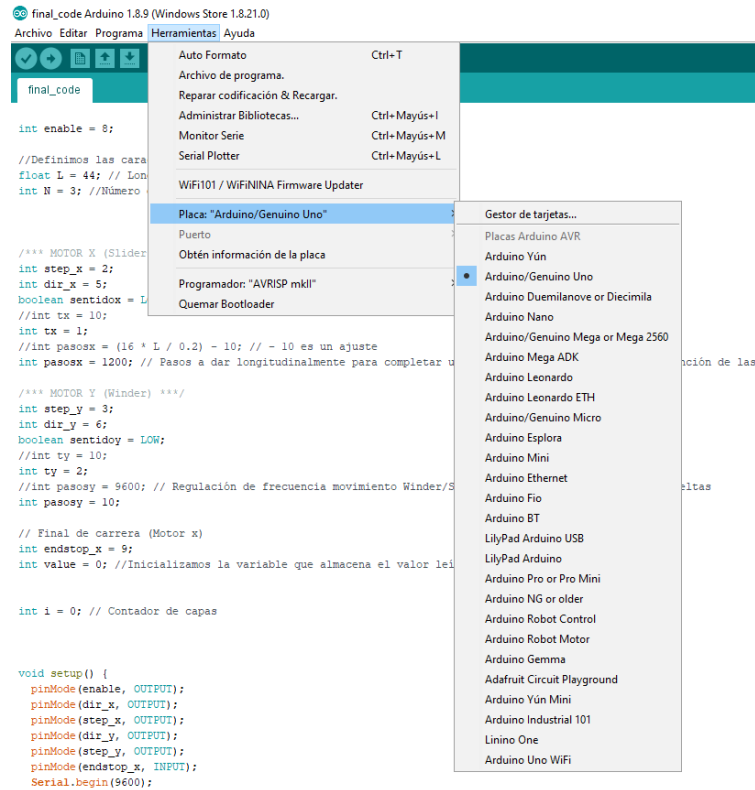 final_code Arduino 1.8.9 (Windows Store 1.8.21.0)
Archivo Editar Programa Herramientas Ayuda
final_code
Auto Formato Ctrl+T
Archivo de programa.
Reparar codificación & Recargar.
Administrar Bibliotecas... Ctrl+Mayús+I
Monitor Serie Ctrl+Mayús+M
Serial Plotter Ctrl+Mayús+L
WiFi101 / WiFiNINA Firmware Updater
Placa: "Arduino/Genuino Uno"
Puerto
Obtén información de la placa
Programador: "AVRISP mkII"
Quemar Bootloader
Gestor de tarjetas...
Placas Arduino AVR
Arduino Yún
Arduino/Genuino Uno
Arduino Duemilanove or Diecimila
Arduino Nano
Arduino/Genuino Mega or Mega 2560
Arduino Mega ADK
Arduino Leonardo
Arduino Leonardo ETH
Arduino/Genuino Micro
Arduino Esplora
Arduino Mini
Arduino Ethernet
Arduino Fio
Arduino BT
LilyPad Arduino USB
LilyPad Arduino
Arduino Pro or Pro Mini
Arduino NG or older
Arduino Robot Control
Arduino Robot Motor
Arduino Gemma
Adafruit Circuit Playground
Arduino Yún Mini
Arduino Industrial 101
Linino One
Arduino Uno WiFi
int enable = 8;
//Definimos las cara
float L = 44; // Lon
int N = 3; //Número
/*** MOTOR X (Slider
int step_x = 2;
int dir_x = 5;
boolean sentidox = L
//int tx = 10;
int tx = 1;
//int pasosx = (16 * L / 0.2) - 10; // - 10 es un ajuste
int pasosx = 1200; // Pasos a dar longitudinalmente para completar u nción de las
/*** MOTOR Y (Winder) ***/
int step_y = 3;
int dir_y = 6;
boolean sentidoy = LOW;
//int ty = 10;
int ty = 2;
//int pasosy = 9600; // Regulación de frecuencia movimiento Winder/S eltas
int pasosy = 10;
// Final de carrera (Motor x)
int endstop_x = 9;
int value = 0; //Inicializamos la variable que almacena el valor leí
int i = 0; // Contador de capas
void setup() {
pinMode(enable, OUTPUT);
pinMode(dir_x, OUTPUT);
pinMode(step_x, OUTPUT);
pinMode(dir_y, OUTPUT);
pinMode(step_y, OUTPUT);
pinMode(endstop_x, INPUT);
Serial.begin(9600);